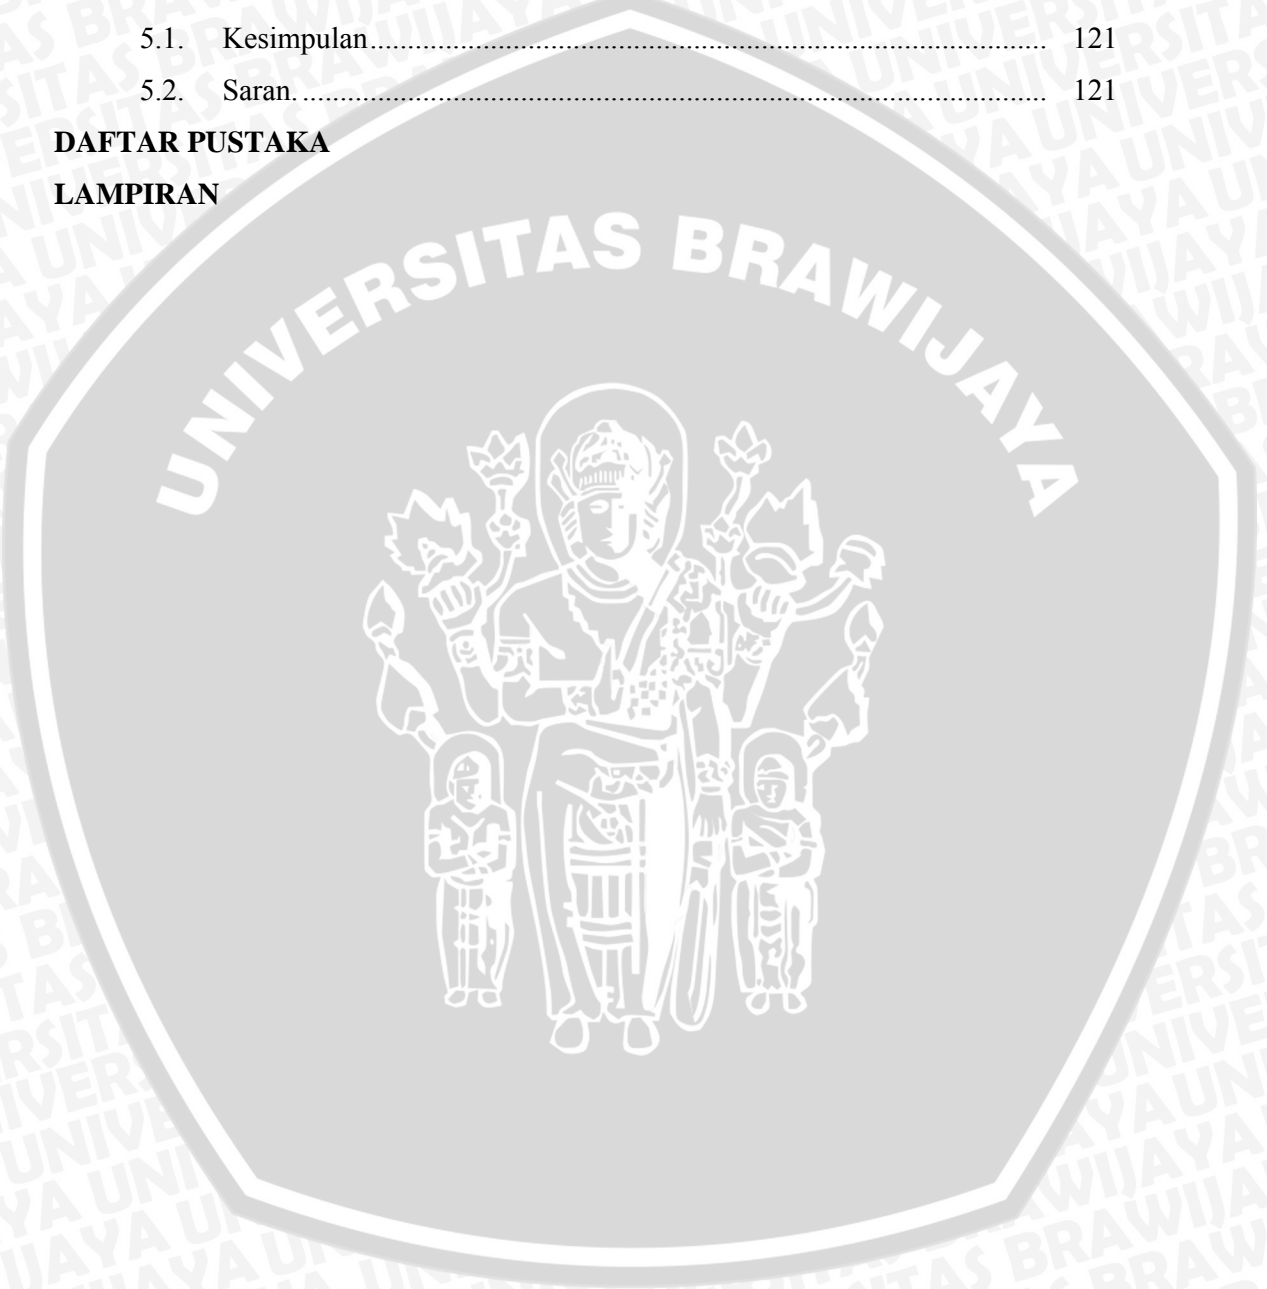 5.1. Kesimpulan.......................................................................................... 121
5.2. Saran. ................................................................................................... 121
DAFTAR PUSTAKA
LAMPIRAN
UNIVERSITAS BRAWIJAYA